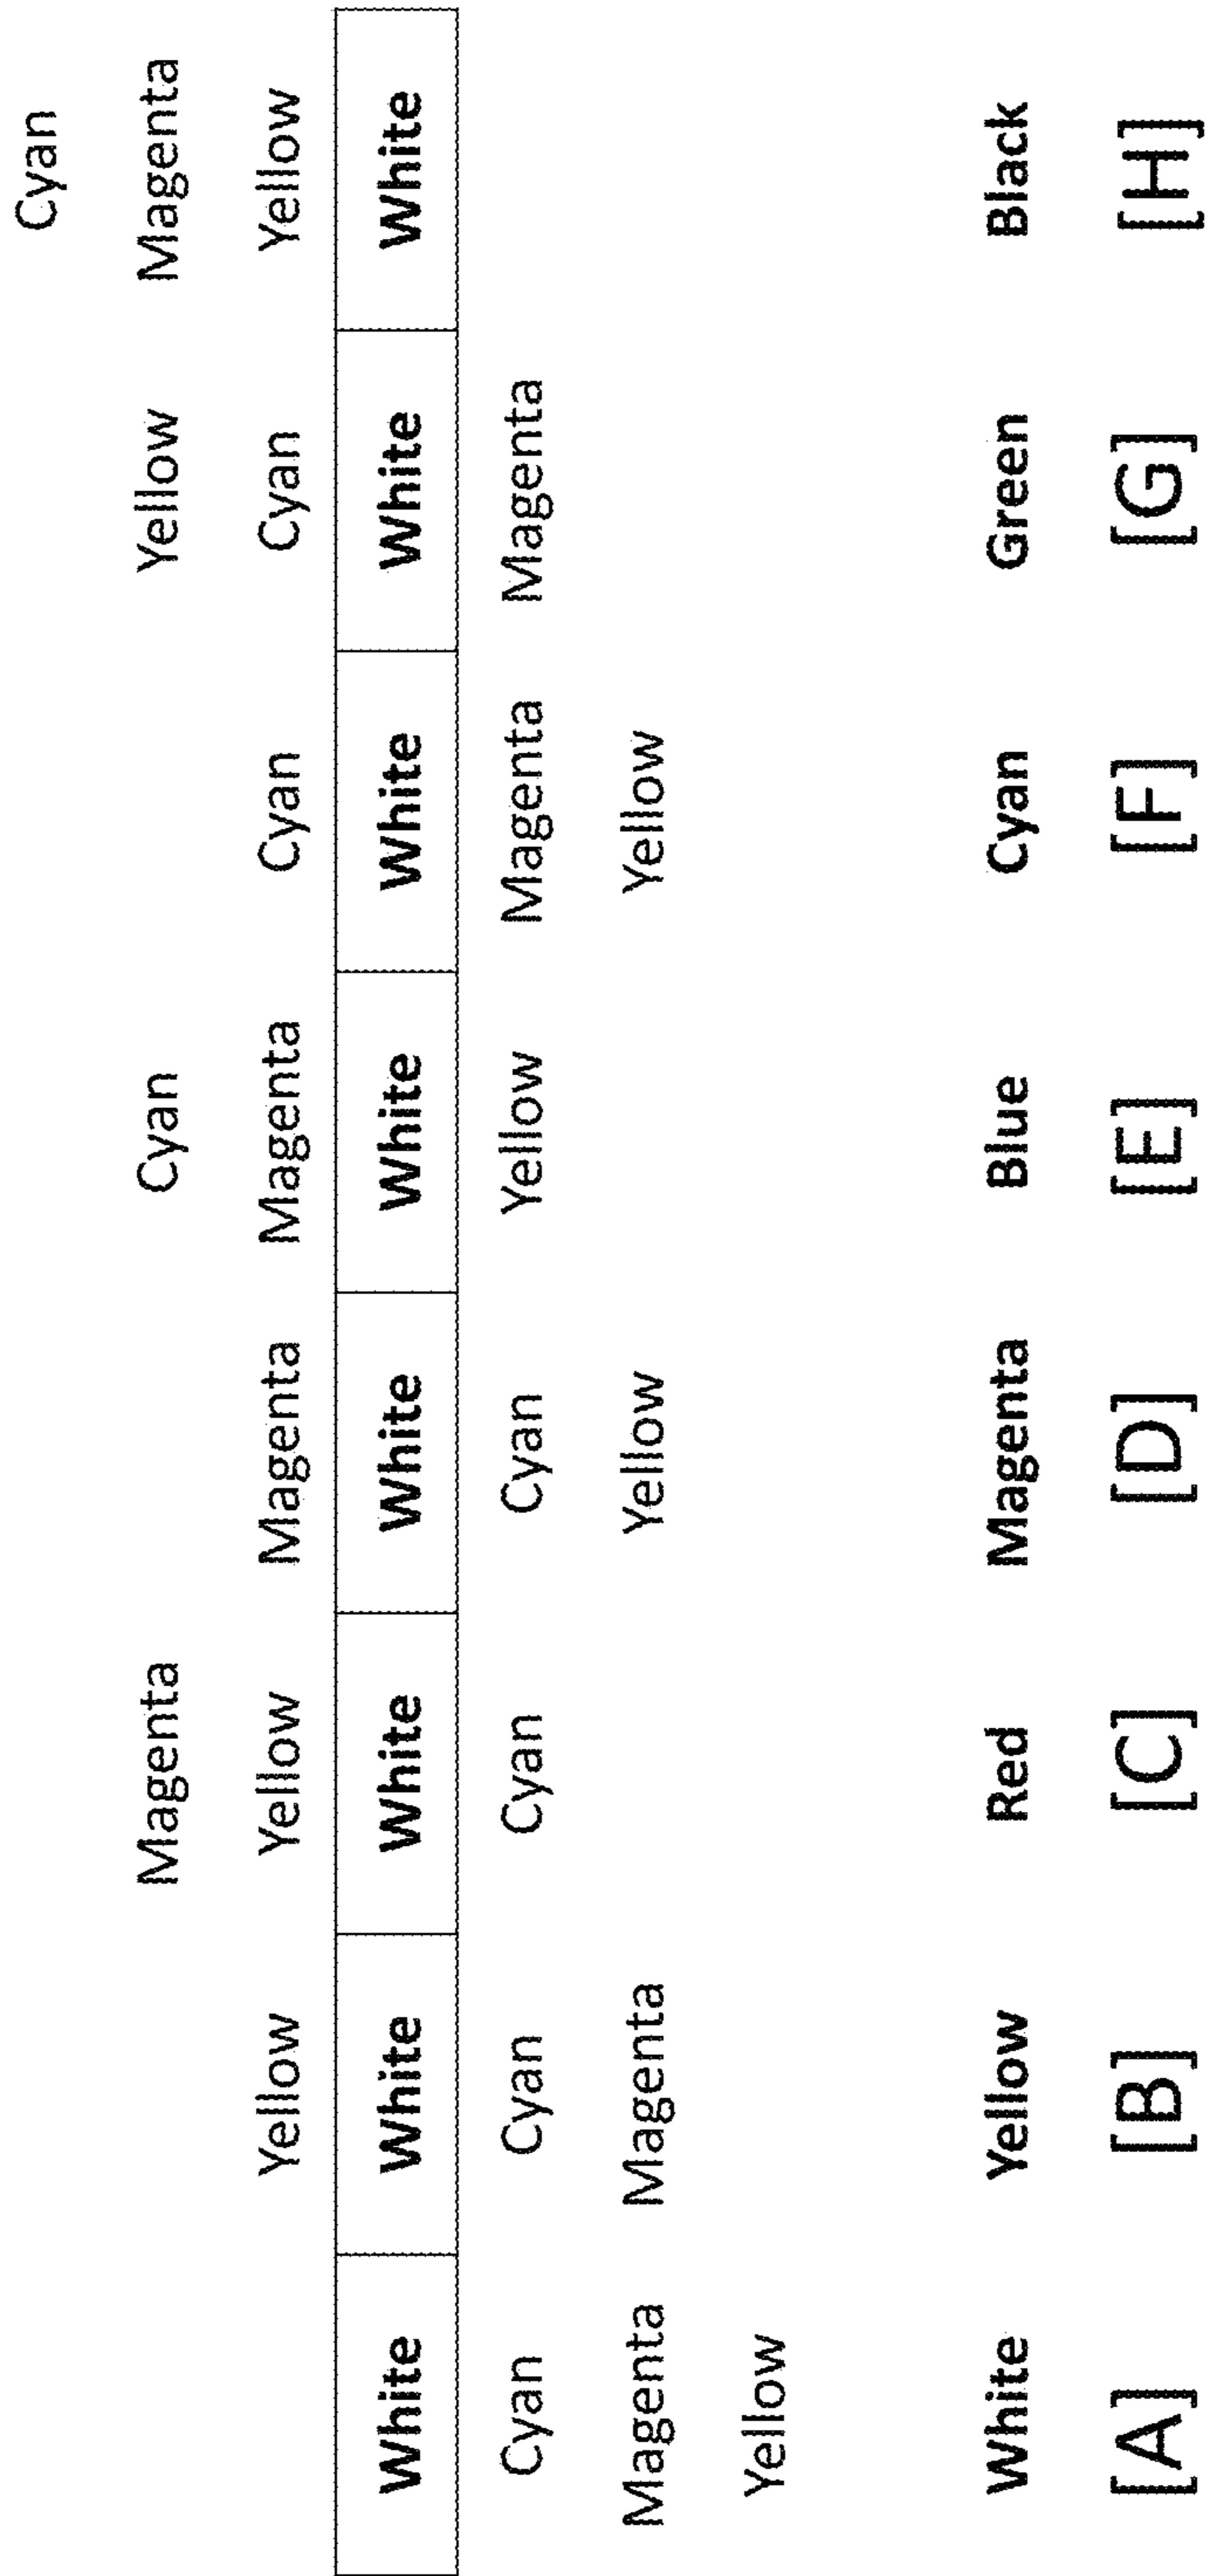 Cyan
Magenta Cyan Yellow Magenta
Yellow Yellow Magenta Magenta Cyan Cyan Yellow
White White White White White White White White
Cyan Cyan Cyan Cyan Yellow Magenta Magenta
Magenta Magenta Yellow Yellow
Yellow
White Yellow Red Magenta Blue Cyan Green Black
[A] [B] [C] [D] [E] [F] [G] [H]